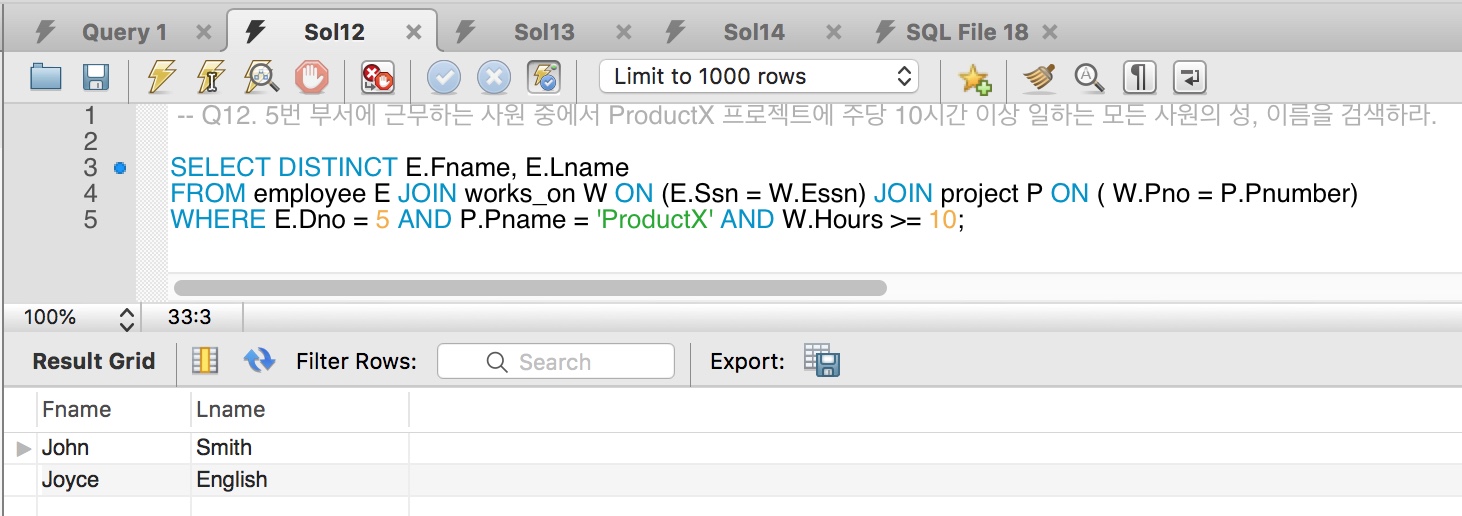 Query 1 Sol12 Sol13 Sol14 SQL File 18
Limit to 1000 rows
1 -- Q12. 5번 부서에 근무하는 사원 중에서 ProductX 프로젝트에 주당 10시간 이상 일하는 모든 사원의 성, 이름을 검색하라.
2
3 SELECT DISTINCT E.Fname, E.Lname
4 FROM employee E JOIN works_on W ON (E.Ssn = W.Essn) JOIN project P ON ( W.Pno = P.Pnumber)
5 WHERE E.Dno = 5 AND P.Pname = 'ProductX' AND W.Hours >= 10;
100% 33:3
Result Grid Filter Rows: Search Export:
Fname Lname
John Smith
Joyce English